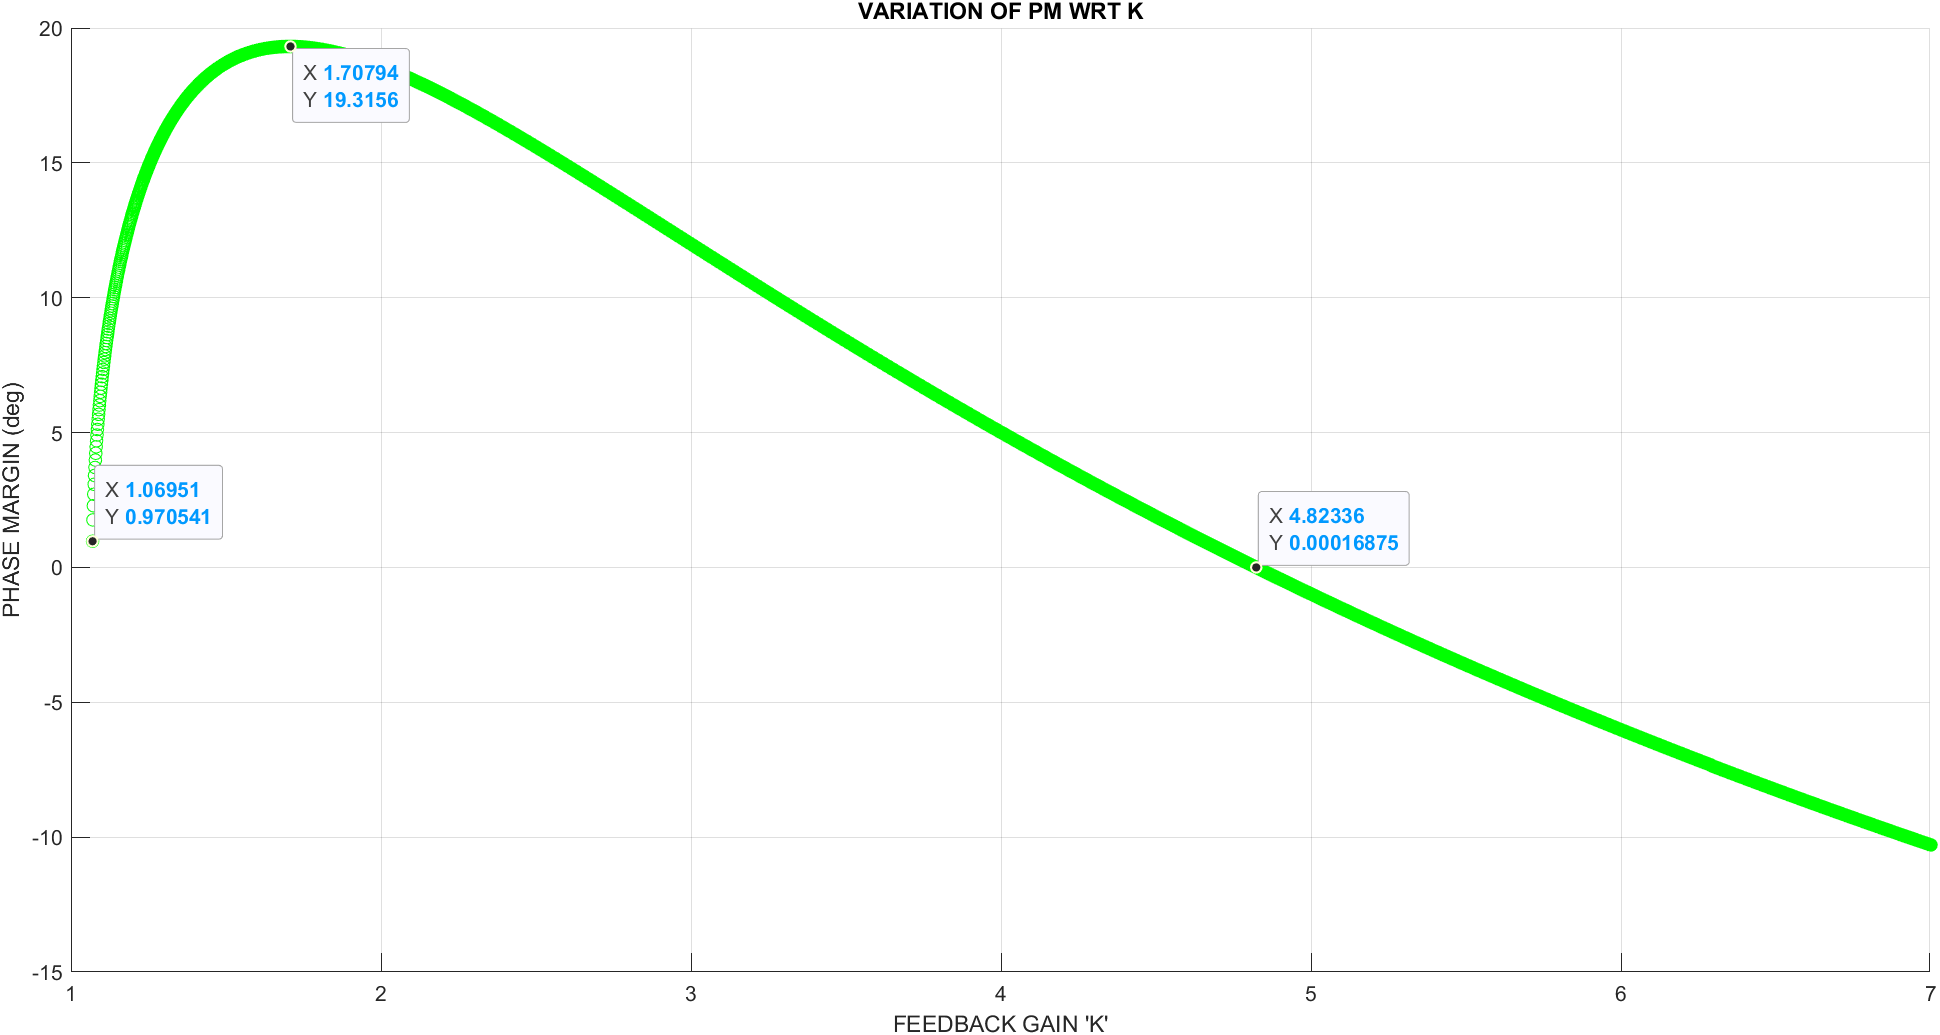 VARIATION OF PM WRT K
20
15
10
5
0
-5
-10
-15
PHASE MARGIN (deg)
X 1.70794
Y 19.3156
X 1.06951
Y 0.970541
X 4.82336
Y 0.00016875
1 2 3 4 5 6 7
FEEDBACK GAIN 'K'